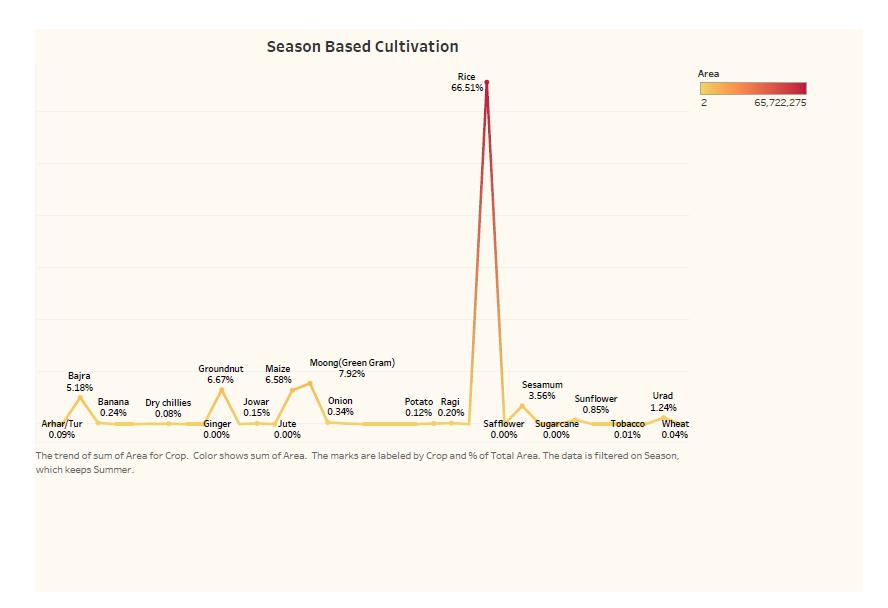 Season Based Cultivation
Area
2 65,722,275
Rice
66.51%
Bajra
5.18%
Groundnut
6.67%
Maize
6.58%
Moong(Green Gram)
7.92%
Banana
0.24%
Dry chillies
0.08%
Jowar
0.15%
Onion
0.34%
Potato
0.12%
Ragi
0.20%
Sesamum
3.56%
Sunflower
0.85%
Urad
1.24%
Arhar/Tur
0.09%
Ginger
0.00%
Jute
0.00%
Safflower
0.00%
Sugarcane
0.00%
Tobacco
0.01%
Wheat
0.04%
The trend of sum of Area for Crop. Color shows sum of Area. The marks are labeled by Crop and % of Total Area. The data is filtered on Season,
which keeps Summer.